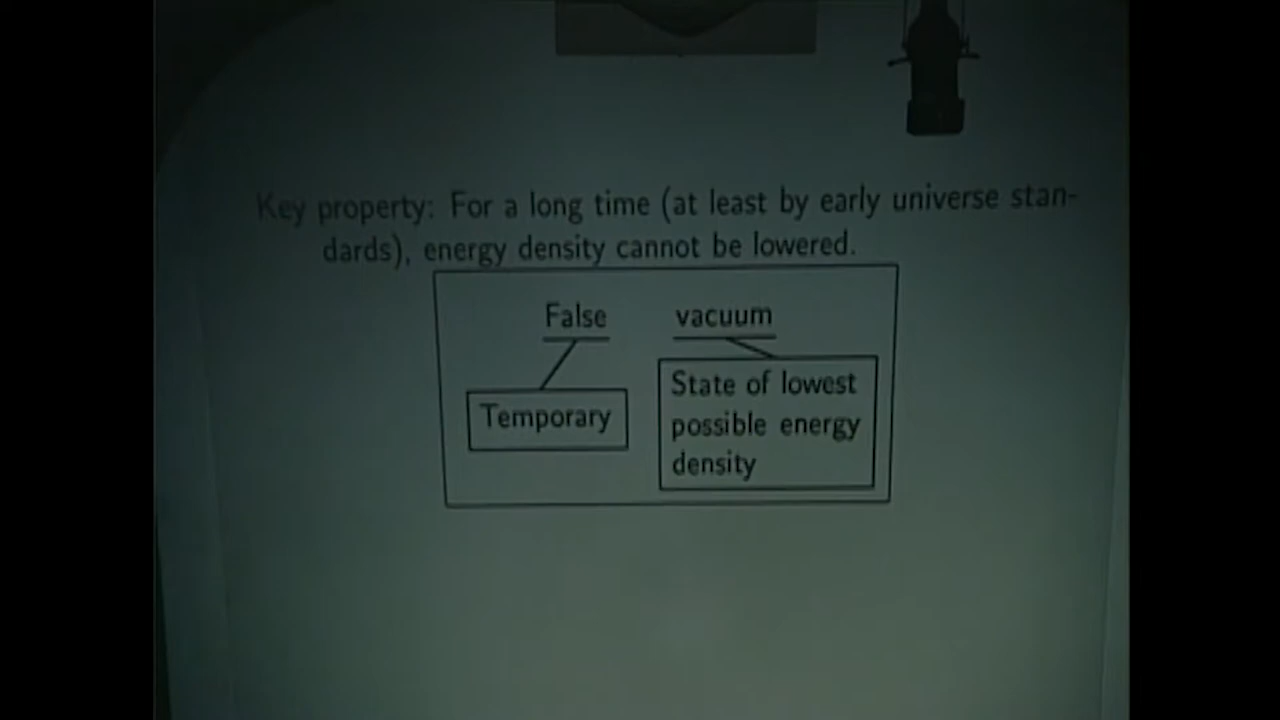 Key property: For a long time (at least by early universe stan-
dards), energy density cannot be lowered.
False vacuum
Temporary
State of lowest
possible energy
density